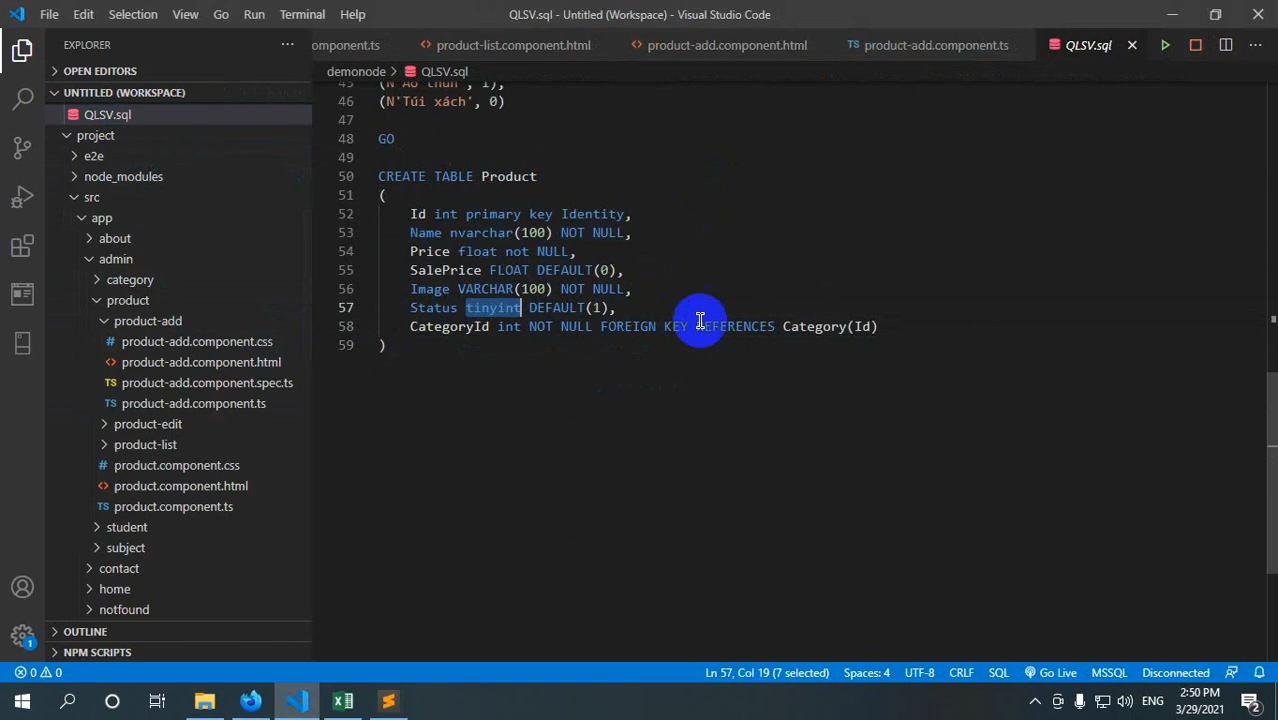 File Edit Selection View Go Run Terminal Help QLSV.sql - Untitled (Workspace) - Visual Studio Code
EXPLORER
OPEN EDITORS
UNTITLED (WORKSPACE)
QLSV.sql
project
e2e
node_modules
src
app
about
admin
category
product
product-add
product-add.component.css
product-add.component.html
product-add.component.spec.ts
product-add.component.ts
product-edit
product-list
product.component.css
product.component.html
product.component.ts
student
subject
contact
home
notfound
OUTLINE
NPM SCRIPTS
omponent.ts product-list.component.html product-add.component.html product-add.component.ts QLSV.sql
demonode > QLSV.sql
45 (N'Áo thun', 1),
46 (N'Túi xách', 0)
47
48 GO
49
50 CREATE TABLE Product
51 (
52 Id int primary key Identity,
53 Name nvarchar(100) NOT NULL,
54 Price float not NULL,
55 SalePrice FLOAT DEFAULT(0),
56 Image VARCHAR(100) NOT NULL,
57 Status tinyint DEFAULT(1),
58 CategoryId int NOT NULL FOREIGN KEY REFERENCES Category(Id)
59 )
0 0 Ln 57, Col 19 (7 selected) Spaces: 4 UTF-8 CRLF SQL Go Live MSSQL Disconnected
1
ENG 2:50 PM
3/29/2021
2